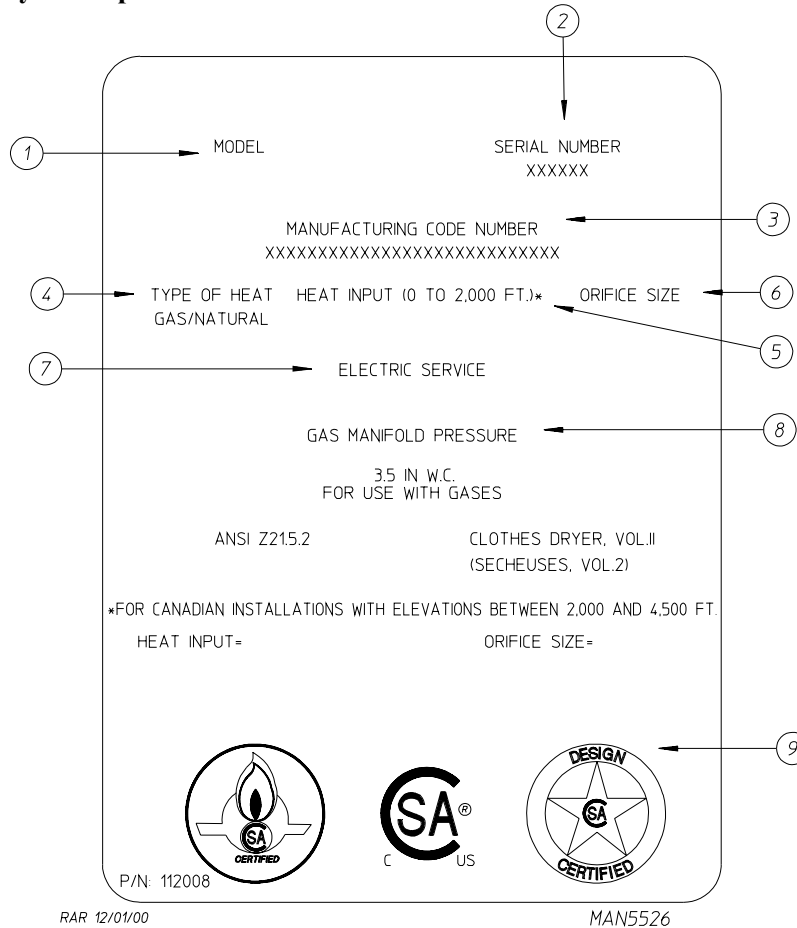 2
MODEL SERIAL NUMBER
1
XXXXXX
MANUFACTURING CODE NUMBER 3
XXXXXXXXXXXXXXXXXXXXXXXXXXXX
4 TYPE OF HEAT HEAT INPUT (0 TO 2,000 FT.)* ORIFICE SIZE 6
GAS/NATURAL
5
7 ELECTRIC SERVICE
GAS MANIFOLD PRESSURE 8
3.5 IN W.C.
FOR USE WITH GASES
ANSI Z21.5.2 CLOTHES DRYER, VOL.II
(SECHEUSES, VOL.2)
*FOR CANADIAN INSTALLATIONS WITH ELEVATIONS BETWEEN 2,000 AND 4,500 FT.
HEAT INPUT= ORIFICE SIZE=
9
SA
CERTIFIED
CSA®
C US
DESIGN
SA
CERTIFIED
P/N: 112008
RAR 12/01/00 MAN5526